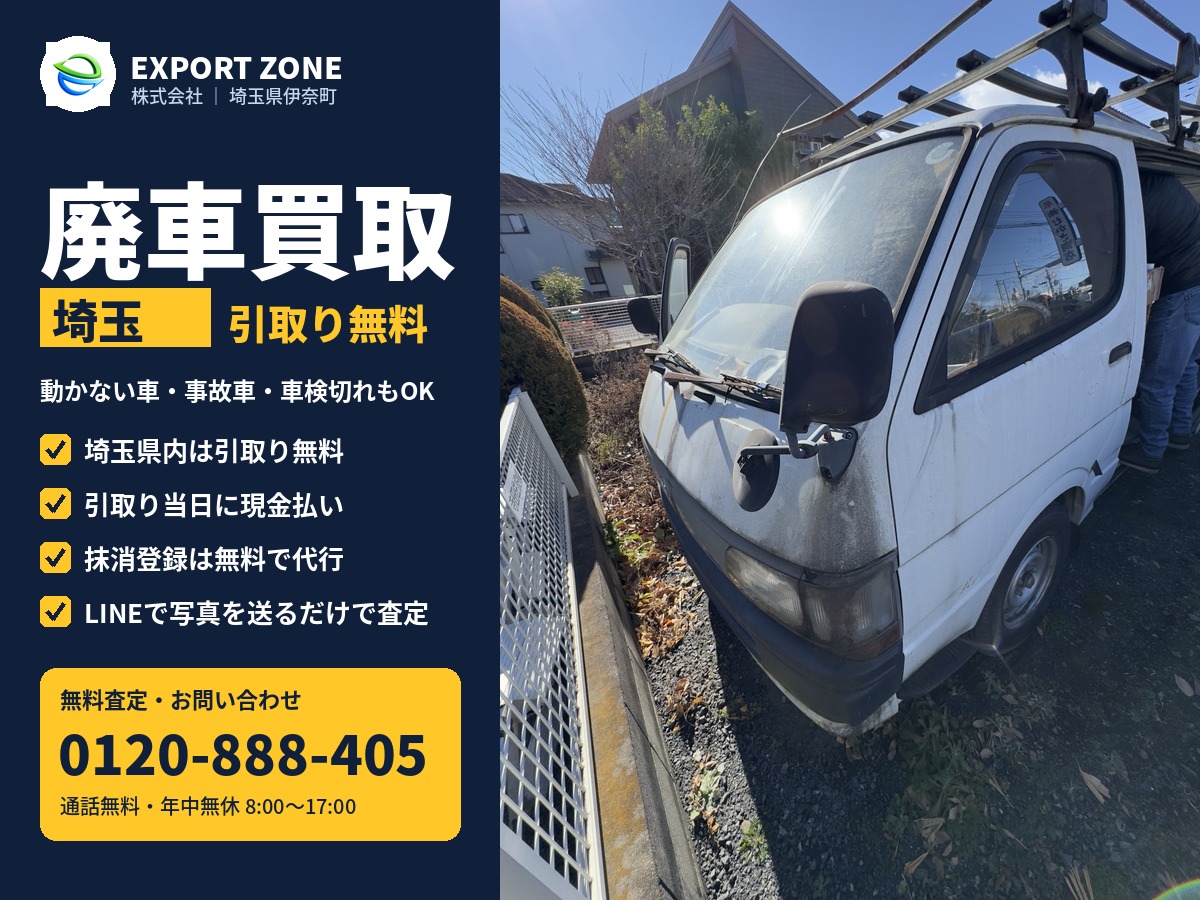 EXPORT ZONE
株式会社｜埼玉県伊奈町
廃車買取
埼玉 引取り無料
動かない車・事故車・車検切れもOK
埼玉県内は引取り無料
引取り当日に現金払い
抹消登録は無料で代行
LINEで写真を送るだけで査定
無料査定・お問い合わせ
0120-888-405
通話無料・年中無休 8:00〜17:00